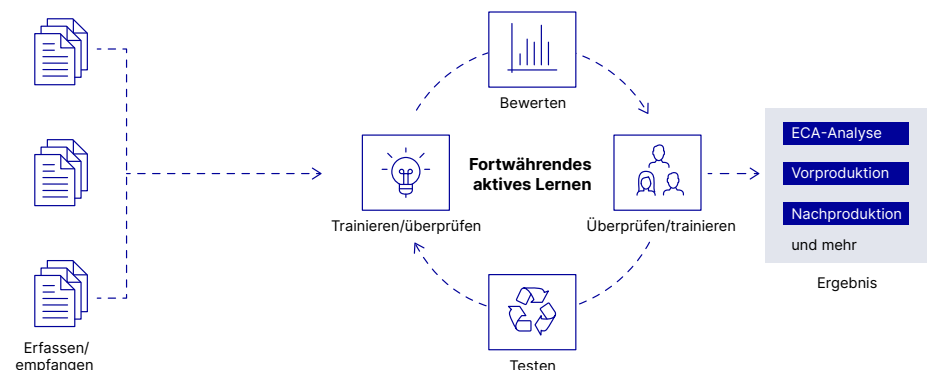 Erfassen/
empfangen
Bewerten
Trainieren/überprüfen
Fortwährendes
aktives Lernen
Überprüfen/trainieren
Testen
ECA-Analyse
Vorproduktion
Nachproduktion
und mehr
Ergebnis